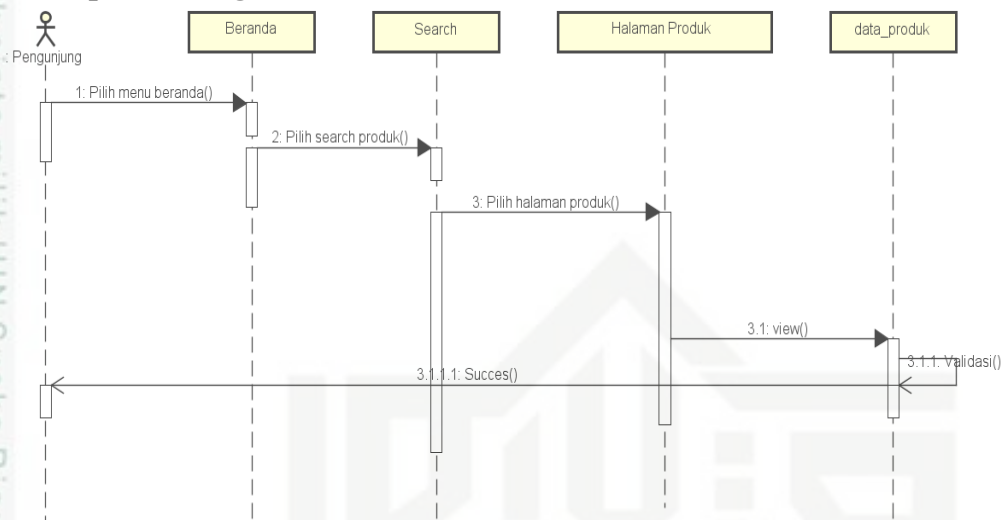 Beranda
Search
Halaman Produk
data_produk
: Pengunjung
1: Pilih menu beranda()
2: Pilih search produk()
3: Pilih halaman produk()
3.1: view()
3.1.1: Validasi()
3.1.1.1: Succes()